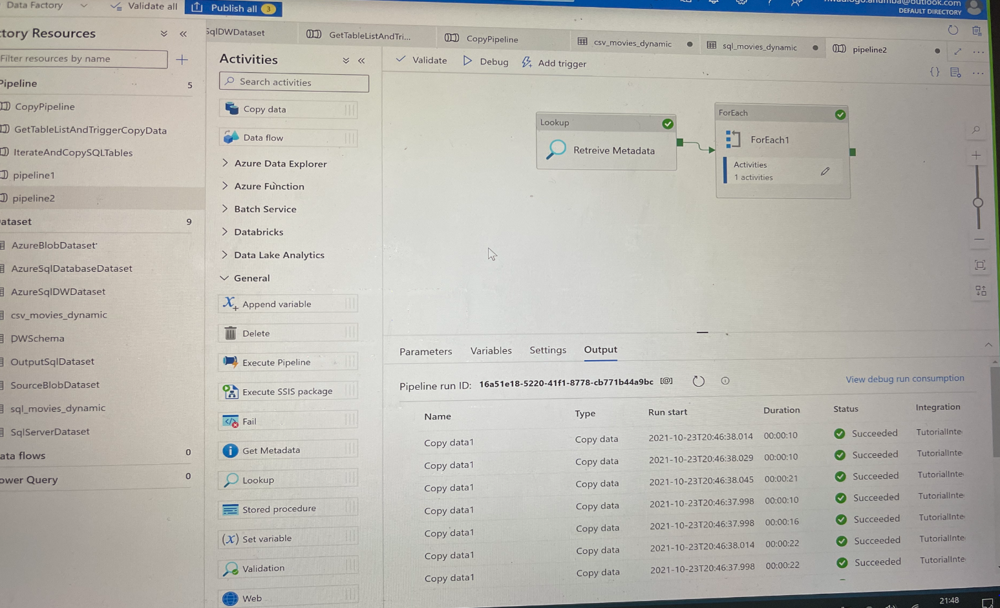 Data Factory
Validate all
Publish all 3
outlook.com
DEFAULT DIRECTORY
tory Resources
Filter resources by name
Pipeline 5
CopyPipeline
GetTableListAndTriggerCopyData
IterateAndCopySQLTables
pipeline1
pipeline2
ataset 9
AzureBlobDataset
AzureSqlDatabaseDataset
AzureSqlDWDataset
csv_movies_dynamic
DWSchema
OutputSqlDataset
SourceBlobDataset
sql_movies_dynamic
SqlServerDataset
ata flows 0
ower Query 0
SqlDWDataset
GetTableListAndTri...
CopyPipeline
csv_movies_dynamic
sql_movies_dynamic
pipeline2
Activities
Search activities
Copy data
Data flow
Azure Data Explorer
Azure Function
Batch Service
Databricks
Data Lake Analytics
General
Append variable
Delete
Execute Pipeline
Execute SSIS package
Fail
Get Metadata
Lookup
Stored procedure
Set variable
Validation
Web
Validate
Debug
Add trigger
Lookup
Retreive Metadata
ForEach
ForEach1
Activities
1 activities
Parameters Variables Settings Output
Pipeline run ID: 16a51e18-5220-41f1-8778-cb771b44a9bc [@]
View debug run consumption
Name Type Run start Duration Status Integration
Copy data1 Copy data 2021-10-23T20:46:38.014 00:00:10 Succeeded TutorialInte
Copy data1 Copy data 2021-10-23T20:46:38.029 00:00:10 Succeeded TutorialInte
Copy data1 Copy data 2021-10-23T20:46:38.045 00:00:21 Succeeded TutorialInte
Copy data1 Copy data 2021-10-23T20:46:37.998 00:00:10 Succeeded TutorialInte
Copy data1 Copy data 2021-10-23T20:46:37.998 00:00:16 Succeeded TutorialInte
Copy data1 Copy data 2021-10-23T20:46:38.014 00:00:22 Succeeded TutorialInte
Copy data1 Copy data 2021-10-23T20:46:37.998 00:00:22 Succeeded TutorialInte
21:48